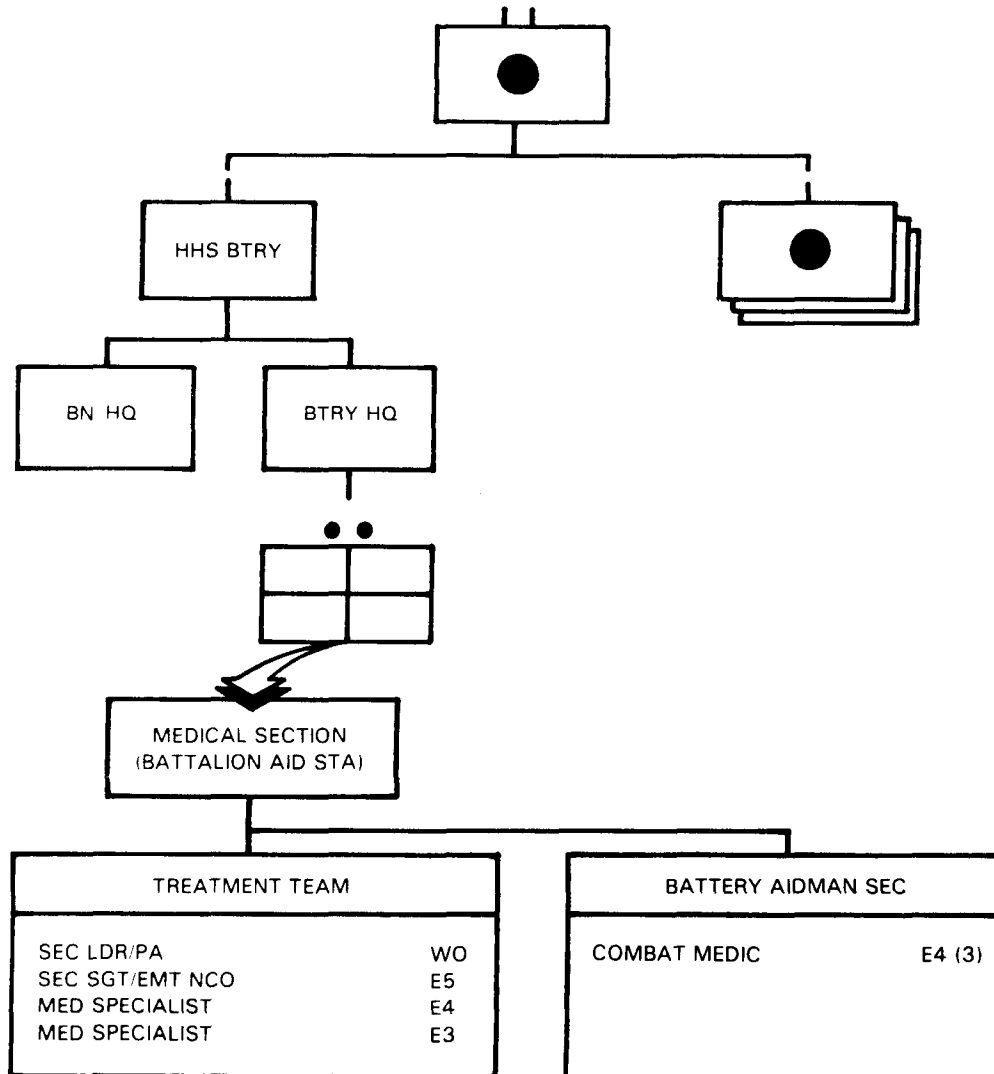 HHS BTRY
BN HQ
BTRY HQ
MEDICAL SECTION
(BATTALION AID STA)
TREATMENT TEAM
SEC LDR/PA WO
SEC SGT/EMT NCO E5
MED SPECIALIST E4
MED SPECIALIST E3
BATTERY AIDMAN SEC
COMBAT MEDIC E4 (3)